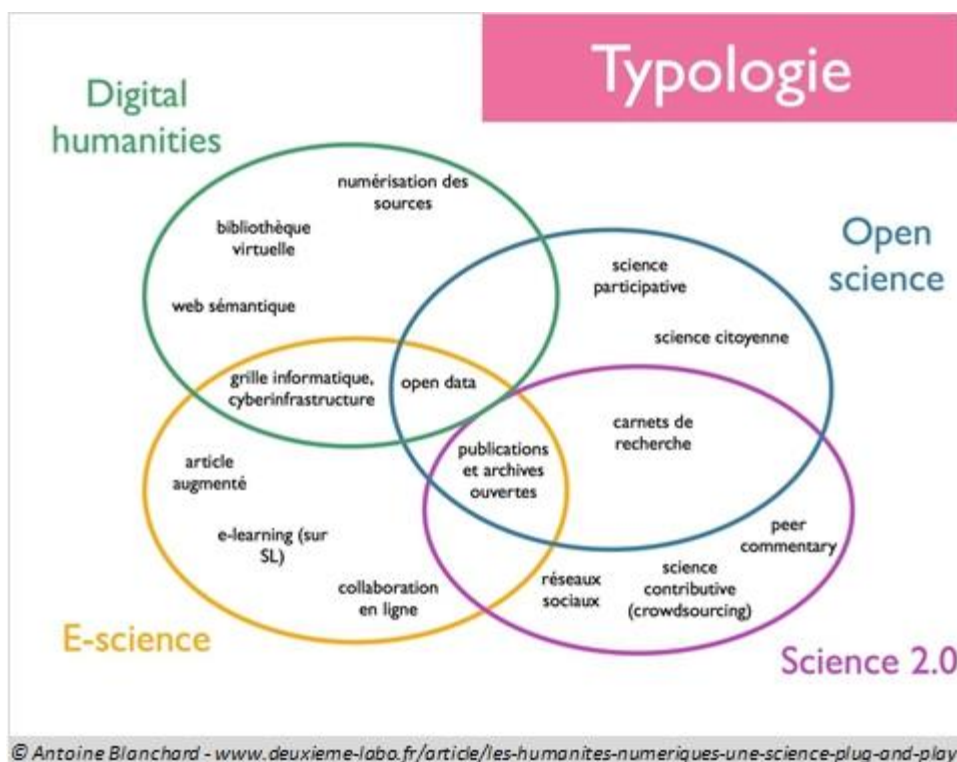 Typologie
Digital
humanities
numérisation des
sources
bibliothèque
virtuelle
web sémantique
Open
science
science
participative
science citoyenne
grille informatique,
cyberinfrastructure
open data
carnets de
recherche
publications
et archives
ouvertes
article
augmenté
e-learning (sur
SL)
collaboration
en ligne
peer
commentary
réseaux
sociaux
science
contributive
(crowdsourcing)
E-science
Science 2.0
© Antoine Blanchard - www.deuxieme-labo.fr/article/les-humanites-numeriques-une-science-plug-and-play